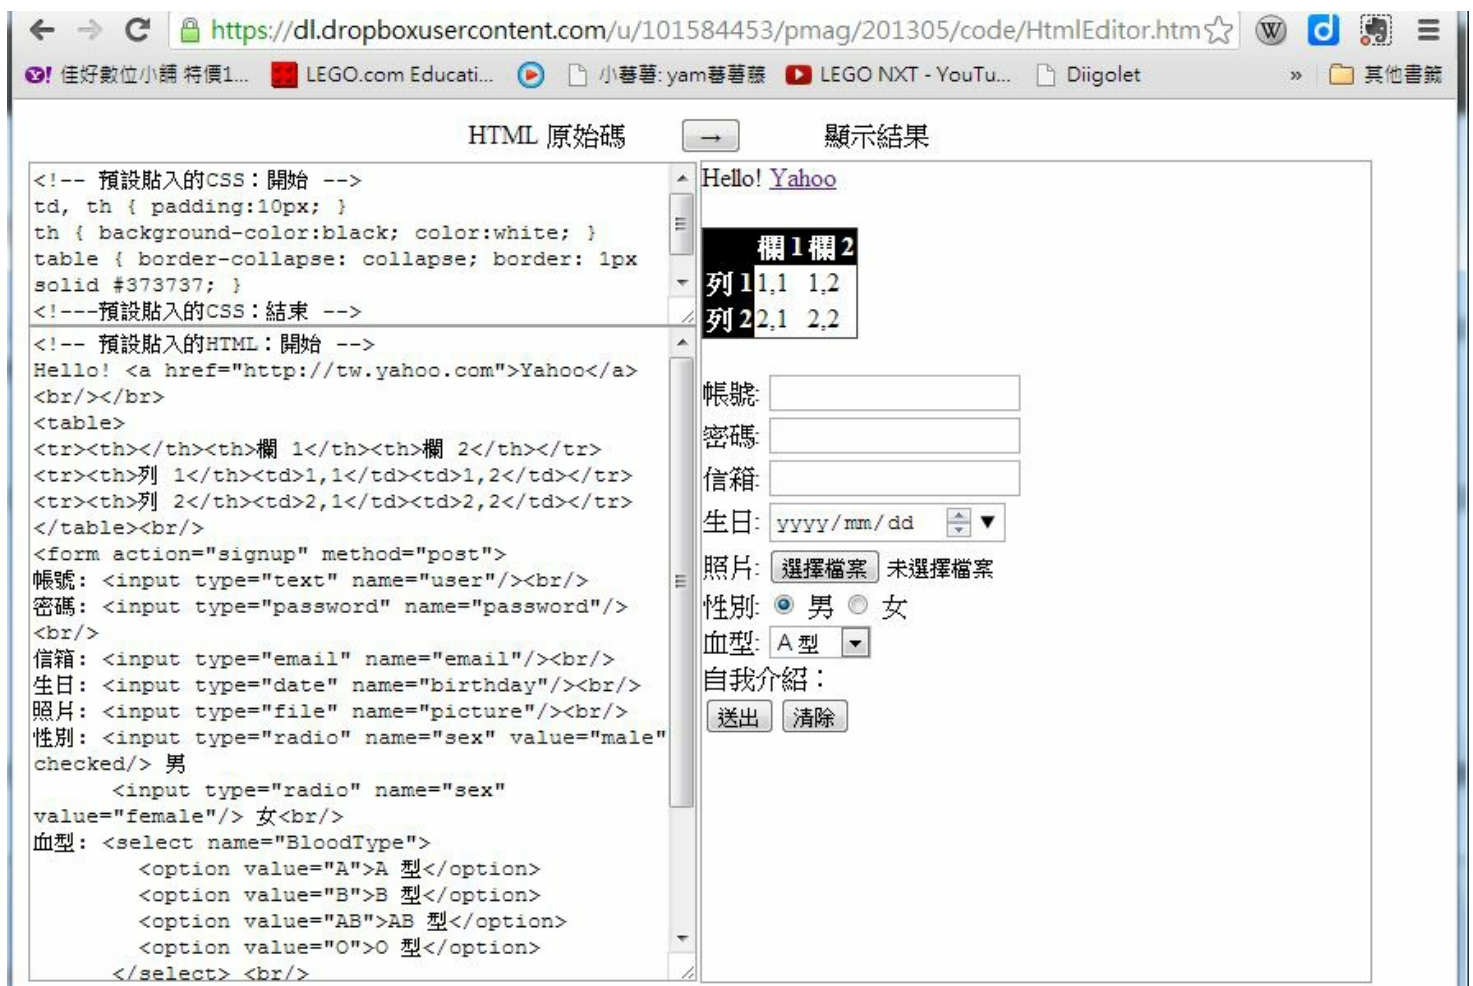 https://dl.dropboxusercontent.com/u/101584453/pmag/201305/code/HtmlEditor.htm
佳好數位小舖 特價1... LEGO.com Educati... 小蕃薯: yam蕃薯藤 LEGO NXT - YouTu... Diigolet » 其他書籤
HTML 原始碼 → 顯示結果
<!-- 預設貼入的CSS：開始 -->
td, th { padding:10px; }
th { background-color:black; color:white; }
table { border-collapse: collapse; border: 1px
solid #373737; }
<!---預設貼入的CSS：結束 -->
<!-- 預設貼入的HTML：開始 -->
Hello! <a href="http://tw.yahoo.com">Yahoo</a>
<br/></br>
<table>
<tr><th></th><th>欄 1</th><th>欄 2</th></tr>
<tr><th>列 1</th><td>1,1</td><td>1,2</td></tr>
<tr><th>列 2</th><td>2,1</td><td>2,2</td></tr>
</table><br/>
<form action="signup" method="post">
帳號: <input type="text" name="user"/><br/>
密碼: <input type="password" name="password"/>
<br/>
信箱: <input type="email" name="email"/><br/>
生日: <input type="date" name="birthday"/><br/>
照片: <input type="file" name="picture"/><br/>
性別: <input type="radio" name="sex" value="male"
checked/> 男
<input type="radio" name="sex"
value="female"/> 女<br/>
血型: <select name="BloodType">
<option value="A">A 型</option>
<option value="B">B 型</option>
<option value="AB">AB 型</option>
<option value="O">O 型</option>
</select> <br/>
Hello! Yahoo
欄 1 欄 2
列 1 1,1 1,2
列 2 2,1 2,2
帳號:
密碼:
信箱:
生日: yyyy/mm/dd
照片: 選擇檔案 未選擇檔案
性別: 男 女
血型: A 型
自我介紹：
送出 清除